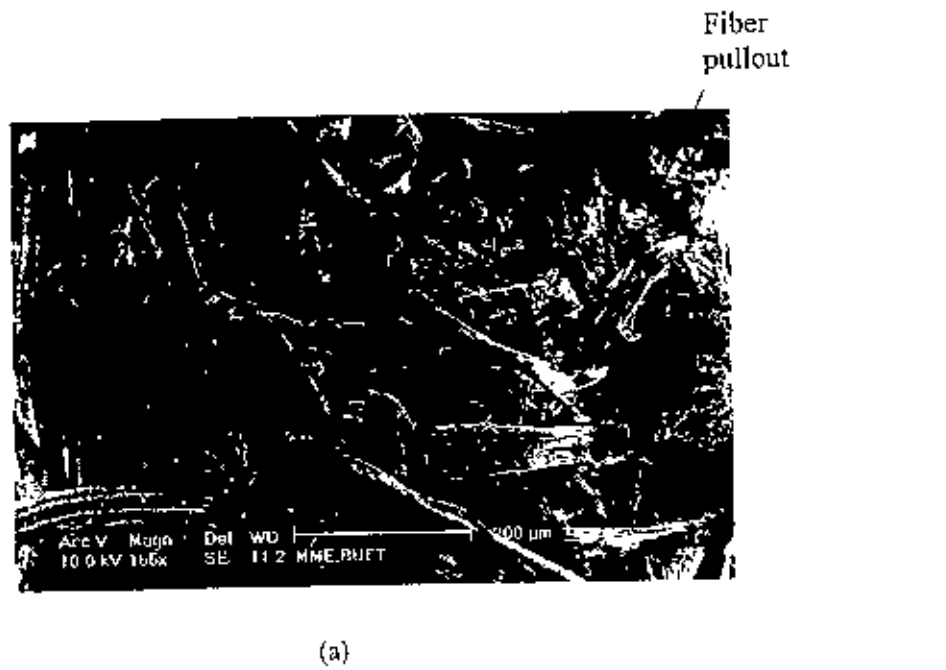 Fiber
pullout
Acc V Magn Det WD
10.0 kV 165x SE 11.2 MME, BUET
(a)